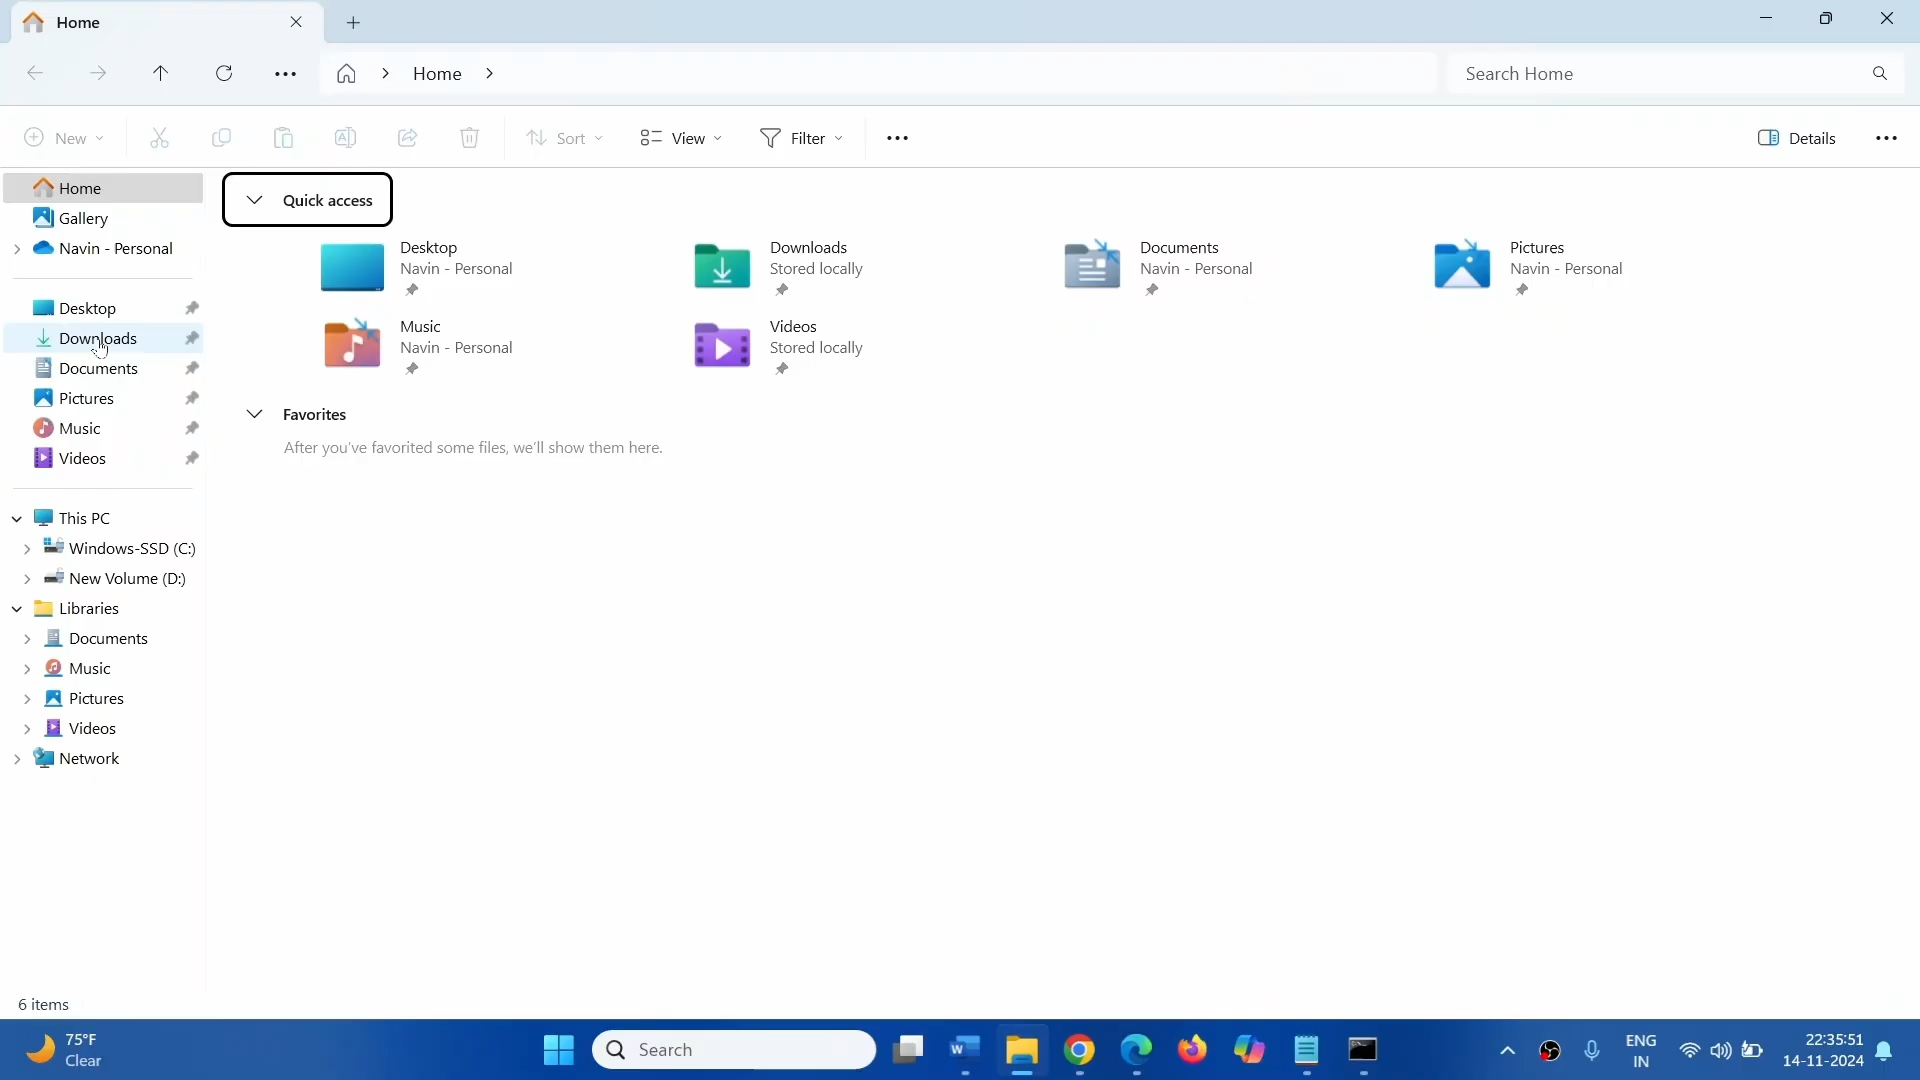 Home
Home
Search Home
New
Sort
View
Filter
Details
Home
Gallery
Navin - Personal
Desktop
Downloads
Documents
Pictures
Music
Videos
This PC
Windows-SSD (C:)
New Volume (D:)
Libraries
Documents
Music
Pictures
Videos
Network
Quick access
Desktop
Navin - Personal
Downloads
Stored locally
Documents
Navin - Personal
Pictures
Navin - Personal
Music
Navin - Personal
Videos
Stored locally
Favorites
After you've favorited some files, we'll show them here.
6 items
75°F
Clear
Search
ENG
IN
22:35:51
14-11-2024